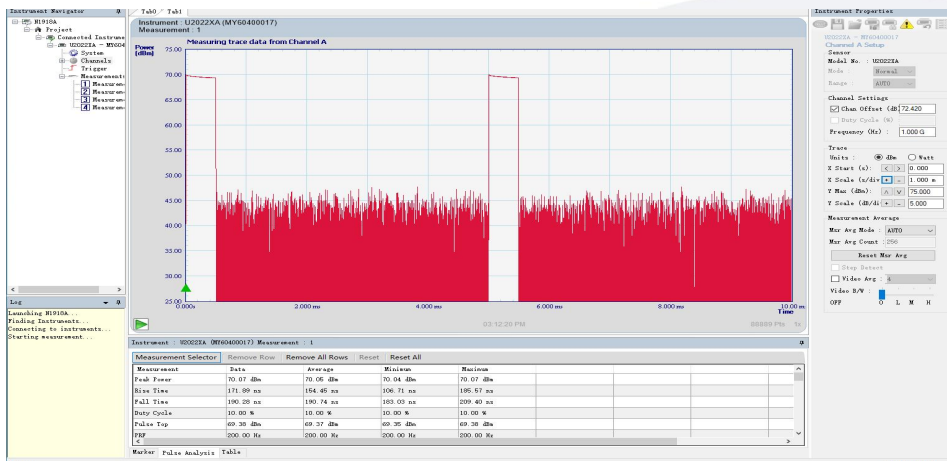 Instrument Navigator
N1918A
Project
Connected Instrume
U2022XA - MY604
System
Channels
Trigger
Measurements
1 Measurem
2 Measurem
3 Measurem
4 Measurem
Log
Launching N1918A...
Finding Instruments...
Connecting to instruments...
Starting measurement...
Tab0 Tab1
Instrument : U2022XA (MY60400017)
Measurement : 1
Power
(dBm)
Measuring trace data from Channel A
75.00
70.00
65.00
60.00
55.00
50.00
45.00
40.00
35.00
30.00
25.00
0.000s 2.000 ms 4.000 ms 6.000 ms 8.000 ms 10.00 m
Time
03:12:20 PM
1x
Instrument : U2022XA (MY60400017) Measurement : 1
Measurement Selector Remove Row Remove All Rows Reset Reset All
Measurement Data Average Minimum Maximum
Peak Power 70.07 dBm 70.05 dBm 70.04 dBm 70.07 dBm
Rise Time 171.89 ns 154.45 ns 106.71 ns 185.57 ns
Fall Time 190.28 ns 190.74 ns 183.03 ns 209.40 ns
Duty Cycle 10.00 % 10.00 % 10.00 % 10.00 %
Pulse Top 69.38 dBm 69.37 dBm 69.35 dBm 69.38 dBm
PRF 200.00 Hz 200.00 Hz 200.00 Hz 200.00 Hz
Marker Pulse Analysis Table
Instrument Properties
U2022XA - MY60400017
Channel A Setup
Sensor
Model No. : U2022XA
Mode : Normal
Range : AUTO
Channel Settings
Chan Offset (dB) 72.420
Duty Cycle (%)
Frequency (Hz) : 1.000 G
Trace
Units : dBm Watt
X Start (s): < > 0.000
X Scale (s/div + - 1.000 m
Y Max (dBm): 75.000
Y Scale (dB/di + - 5.000
Measurement Average
Msr Avg Mode : AUTO
Msr Avg Count : 256
Reset Msr Avg
Step Detect
Video Avg : 4
Video B/W :
OFF O L M H